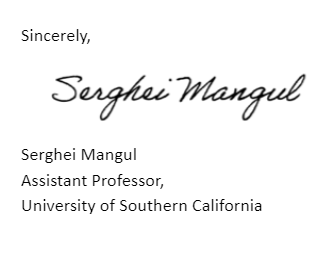 Sincerely,
Serghei Mangul
Serghei Mangul
Assistant Professor,
University of Southern California